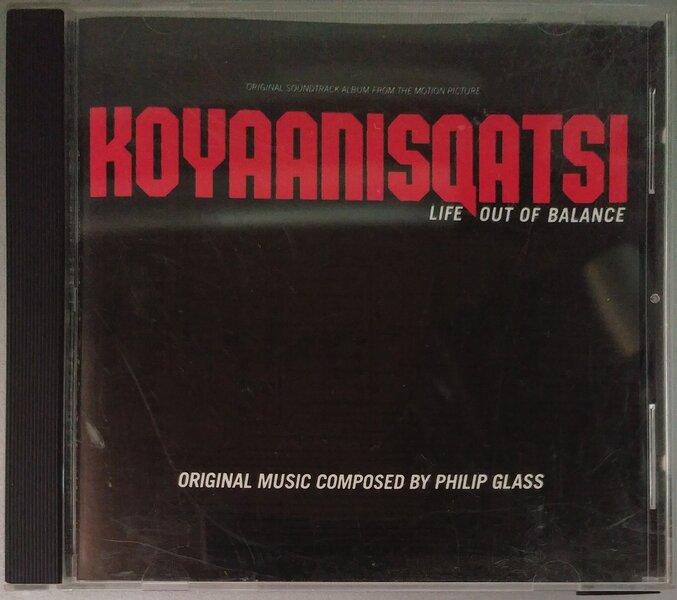 ORIGINAL SOUNDTRACK ALBUM FROM THE MOTION PICTURE
KOYAANISQATSI
LIFE OUT OF BALANCE
ORIGINAL MUSIC COMPOSED BY PHILIP GLASS